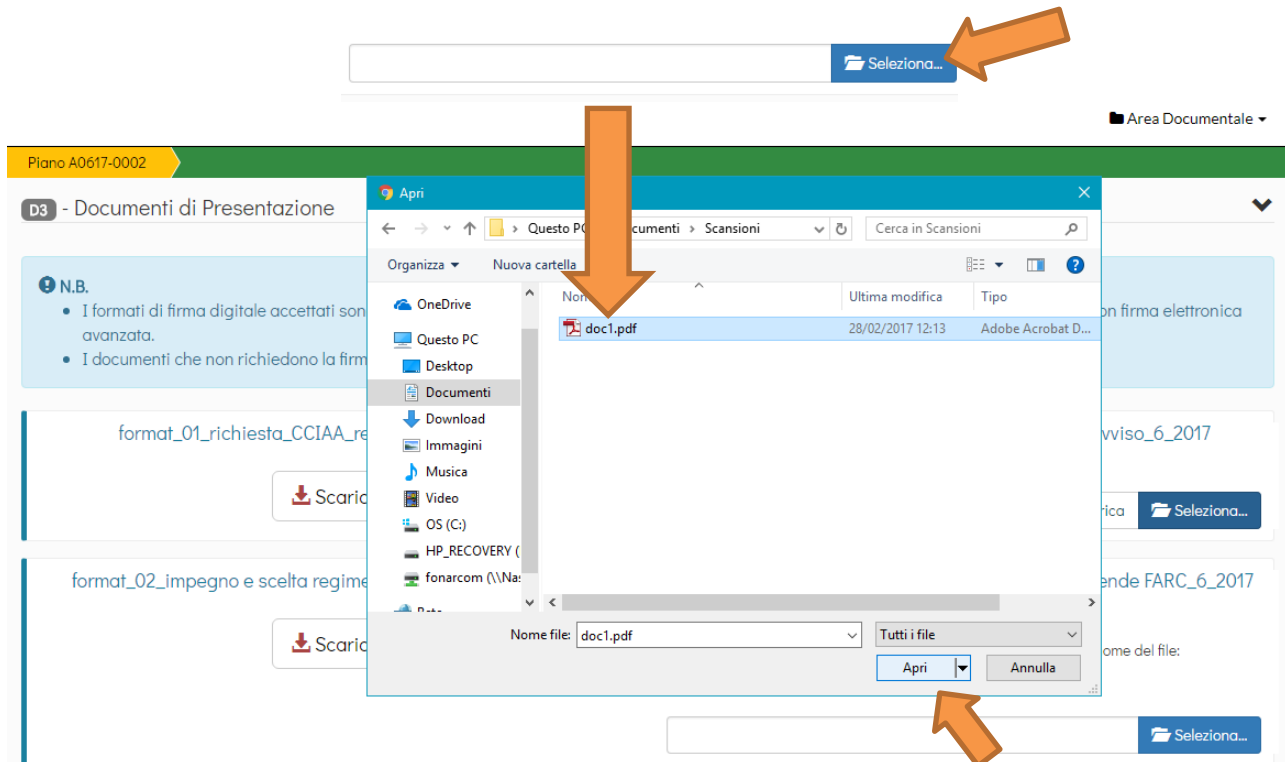 Seleziona...
Area Documentale
Piano A0617-0002
D3 - Documenti di Presentazione
N.B.
I formati di firma digitale accettati son
on firma elettronica
avanzata.
I documenti che non richiedono la firm
format_01_richiesta_CCIAA_re
vviso_6_2017
Scaric
rica
Seleziona...
format_02_impegno e scelta regime
ende FARC_6_2017
Scaric
ome del file:
Seleziona...
Apri
Questo PC
cumenti > Scansioni
Cerca in Scansioni
Organizza
Nuova cartella
OneDrive
Questo PC
Desktop
Documenti
Download
Immagini
Musica
Video
OS (C:)
HP_RECOVERY (
fonarcom (\\Nas
Ultima modifica
Tipo
doc1.pdf
28/02/2017 12:13
Adobe Acrobat D...
Nome file:
doc1.pdf
Tutti i file
Apri
Annulla